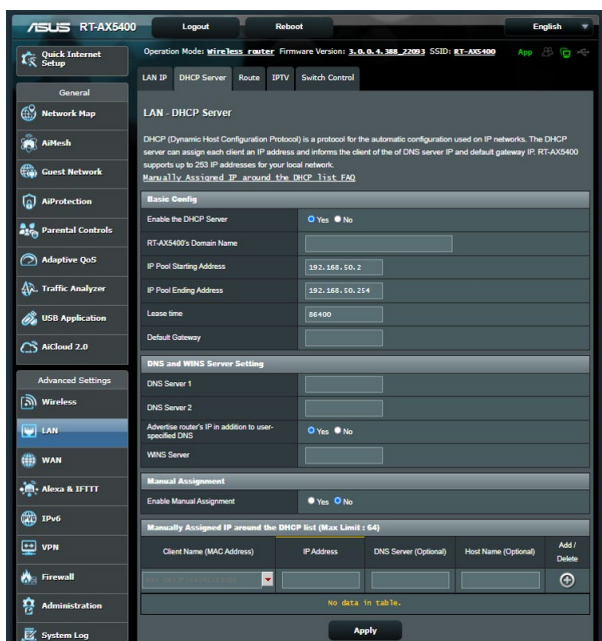 ASUS RT-AX5400
Logout
Reboot
English
Quick Internet Setup
Operation Mode: Wireless router Firmware Version: 3.0.0.4.388_22093 SSID: RT-AX5400
App
LAN IP
DHCP Server
Route
IPTV
Switch Control
General
Network Map
AiMesh
Guest Network
AiProtection
Parental Controls
Adaptive QoS
Traffic Analyzer
USB Application
AiCloud 2.0
Advanced Settings
Wireless
LAN
WAN
Alexa & IFTTT
IPv6
VPN
Firewall
Administration
System Log
LAN - DHCP Server
DHCP (Dynamic Host Configuration Protocol) is a protocol for the automatic configuration used on IP networks. The DHCP
server can assign each client an IP address and informs the client of the of DNS server IP and default gateway IP. RT-AX5400
supports up to 253 IP addresses for your local network.
Manually Assigned IP around the DHCP list FAQ
Basic Config
Enable the DHCP Server Yes No
RT-AX5400's Domain Name
IP Pool Starting Address 192.168.50.2
IP Pool Ending Address 192.168.50.254
Lease time 86400
Default Gateway
DNS and WINS Server Setting
DNS Server 1
DNS Server 2
Advertise router's IP in addition to user-
specified DNS Yes No
WINS Server
Manual Assignment
Enable Manual Assignment Yes No
Manually Assigned IP around the DHCP list (Max Limit : 64)
Client Name (MAC Address)
IP Address
DNS Server (Optional)
Host Name (Optional)
Add /
Delete
No data in table.
Apply